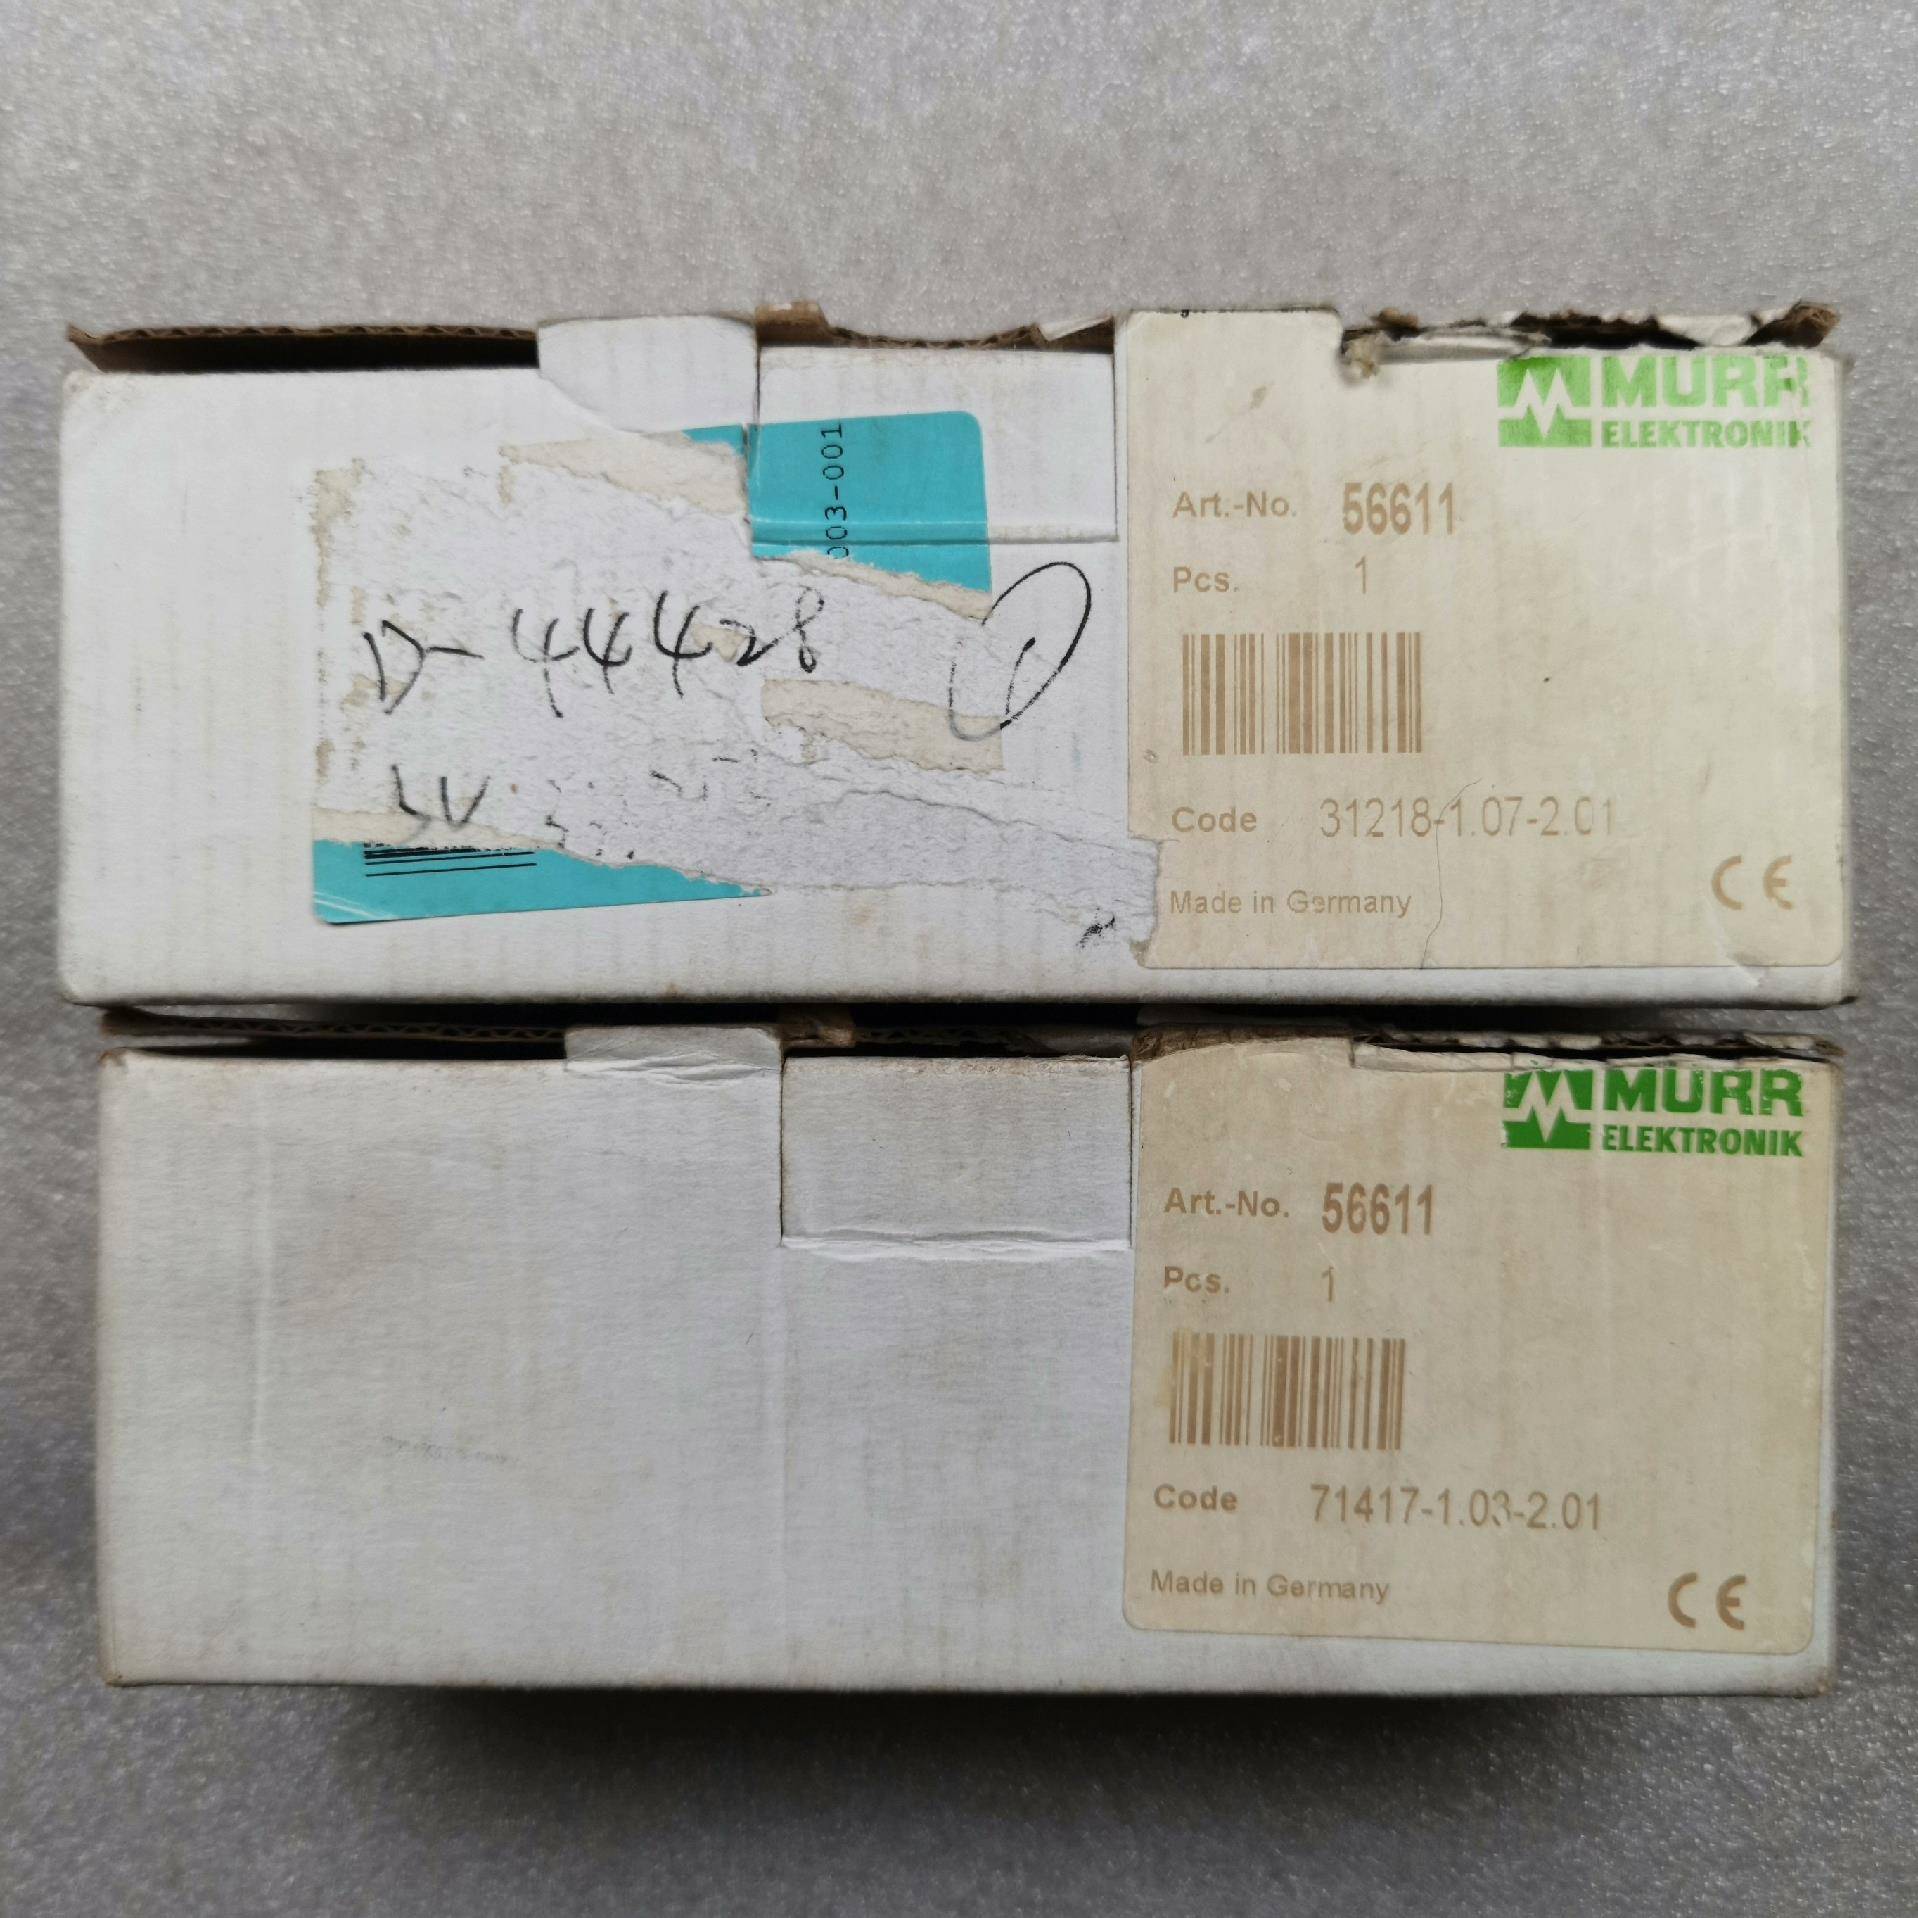 003-001
D-44428
1
MURR
ELEKTRONIK
Art.-No. 56611
Pcs. 1
Code 31218-1.07-2.01
Made in Germany
CE
MURR
ELEKTRONIK
Art.-No. 56611
Pcs. 1
Code 71417-1.03-2.01
Made in Germany
CE